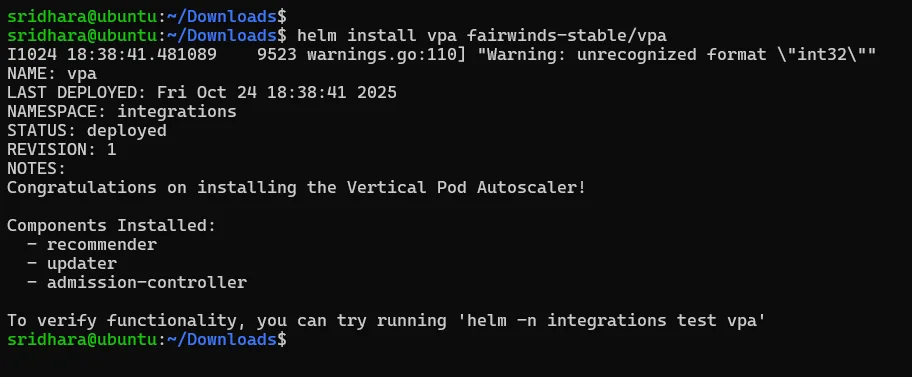 sridhara@ubuntu:~/Downloads$
sridhara@ubuntu:~/Downloads$ helm install vpa fairwinds-stable/vpa
I1024 18:38:41.481089    9523 warnings.go:110] "Warning: unrecognized format \"int32\""
NAME: vpa
LAST DEPLOYED: Fri Oct 24 18:38:41 2025
NAMESPACE: integrations
STATUS: deployed
REVISION: 1
NOTES:
Congratulations on installing the Vertical Pod Autoscaler!

Components Installed:
  - recommender
  - updater
  - admission-controller

To verify functionality, you can try running 'helm -n integrations test vpa'
sridhara@ubuntu:~/Downloads$